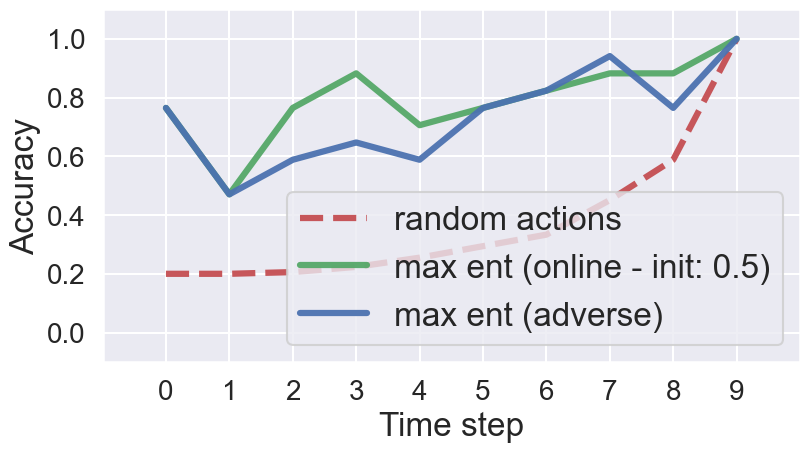 Accuracy
1.0
0.8
0.6
0.4
0.2
0.0
random actions
max ent (online - init: 0.5)
max ent (adverse)
0 1 2 3 4 5 6 7 8 9
Time step